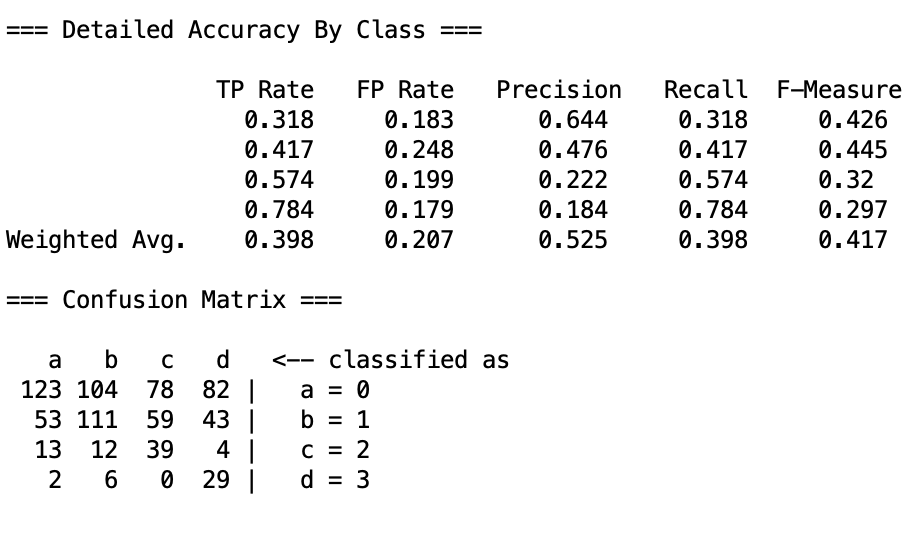 === Detailed Accuracy By Class ===
TP Rate FP Rate Precision Recall F-Measure
0.318 0.183 0.644 0.318 0.426
0.417 0.248 0.476 0.417 0.445
0.574 0.199 0.222 0.574 0.32
0.784 0.179 0.184 0.784 0.297
Weighted Avg. 0.398 0.207 0.525 0.398 0.417
=== Confusion Matrix ===
a b c d <-- classified as
123 104 78 82 | a = 0
53 111 59 43 | b = 1
13 12 39 4 | c = 2
2 6 0 29 | d = 3